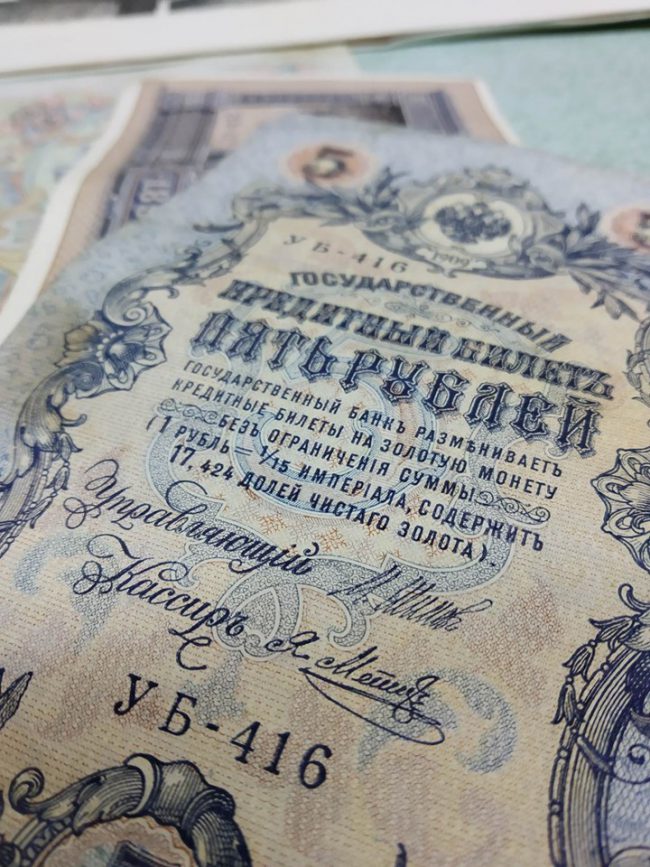 5
1909
УБ-416
ГОСУДАРСТВЕННЫЙ
КРЕДИТНЫЙ БИЛЕТЪ
ПЯТЬ РУБЛЕЙ
ГОСУДАРСТВЕННЫЙ БАНКЪ РАЗМѢНИВАЕТЪ
КРЕДИТНЫЕ БИЛЕТЫ НА ЗОЛОТУЮ МОНЕТУ
БЕЗЪ ОГРАНИЧЕНІЯ СУММЫ
(1 РУБЛЬ = 1/15 ИМПЕРІАЛА, СОДЕРЖИТЪ
17,424 ДОЛЕЙ ЧИСТАГО ЗОЛОТА).
Управляющій
Кассиръ
УБ-416